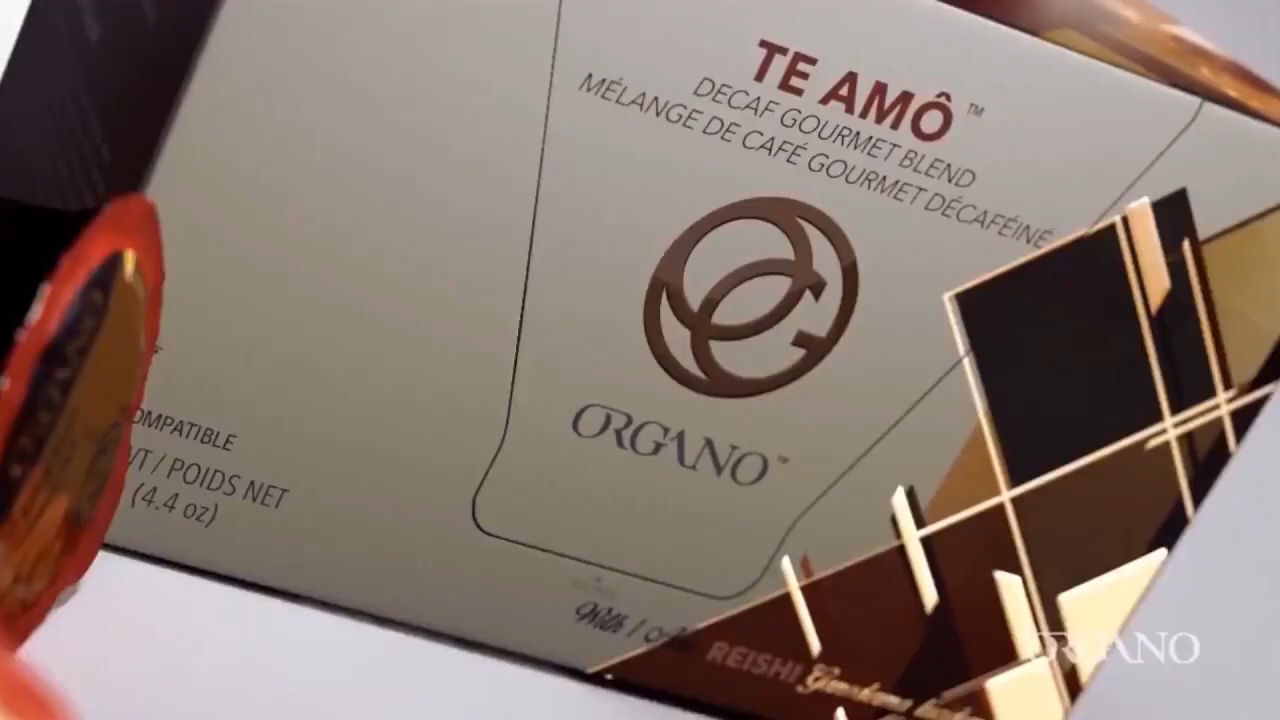 TE AMÔ™
DECAF GOURMET BLEND
MÉLANGE DE CAFÉ GOURMET DÉCAFÉINÉ
ORGANO™
OMPATIBLE
/ POIDS NET
(4.4 oz)
With /
REISHI
ORGANO